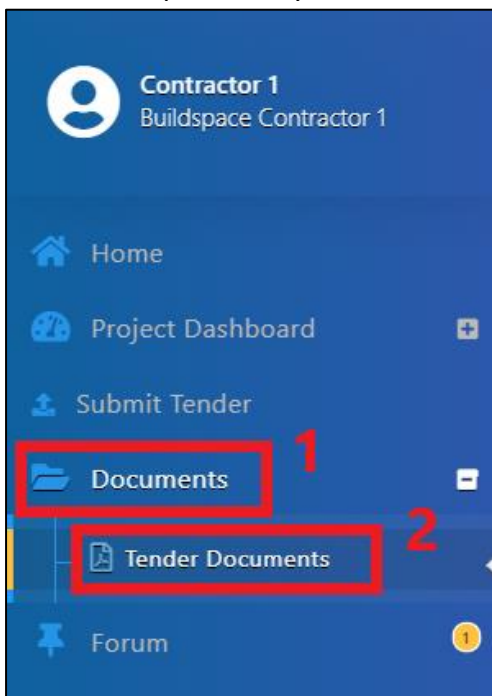 Contractor 1
Buildspace Contractor 1
Home
Project Dashboard
Submit Tender
Documents
1
Tender Documents
2
Forum
1